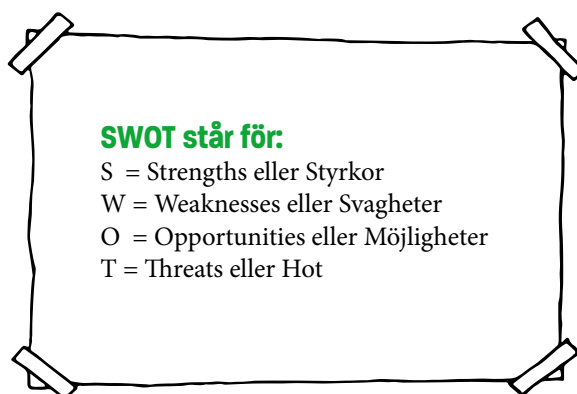 SWOT står för:
S = Strengths eller Styrkor
W = Weaknesses eller Svagheter
O = Opportunities eller Möjligheter
T = Threats eller Hot